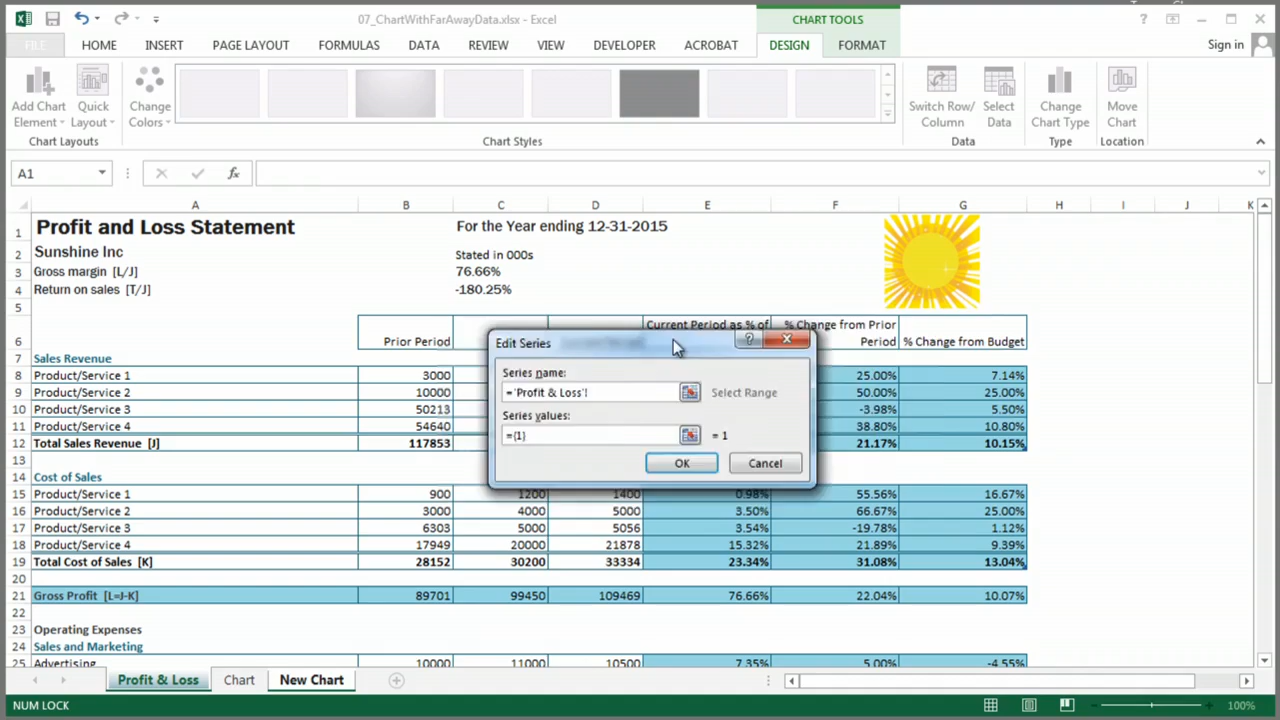 07_ChartWithFarAwayData.xlsx - Excel
CHART TOOLS
FILE HOME INSERT PAGE LAYOUT FORMULAS DATA REVIEW VIEW DEVELOPER ACROBAT DESIGN FORMAT Sign in
Add Chart Element Quick Layout Change Colors Switch Row/ Column Select Data Change Chart Type Move Chart
Chart Layouts Chart Styles Data Type Location
A1 fx
A B C D E F G H I J K
1 Profit and Loss Statement For the Year ending 12-31-2015
2 Sunshine Inc Stated in 000s
3 Gross margin [L/J] 76.66%
4 Return on sales [T/J] -180.25%
5
Current Period as % of % Change from Prior
6 Prior Period Period % Change from Budget
7 Sales Revenue
8 Product/Service 1 3000 25.00% 7.14%
9 Product/Service 2 10000 50.00% 25.00%
10 Product/Service 3 50213 -3.98% 5.50%
11 Product/Service 4 54640 38.80% 10.80%
12 Total Sales Revenue [J] 117853 21.17% 10.15%
13
14 Cost of Sales
15 Product/Service 1 900 1200 1400 0.98% 55.56% 16.67%
16 Product/Service 2 3000 4000 5000 3.50% 66.67% 25.00%
17 Product/Service 3 6303 5000 5056 3.54% -19.78% 1.12%
18 Product/Service 4 17949 20000 21878 15.32% 21.89% 9.39%
19 Total Cost of Sales [K] 28152 30200 33334 23.34% 31.08% 13.04%
20
21 Gross Profit [L=J-K] 89701 99450 109469 76.66% 22.04% 10.07%
22
23 Operating Expenses
24 Sales and Marketing
25 Advertising 10000 11000 10500 7.35% 5.00% -4.55%
Edit Series
Series name:
='Profit & Loss'! Select Range
Series values:
={1} = 1
OK Cancel
Profit & Loss Chart New Chart
NUM LOCK 100%